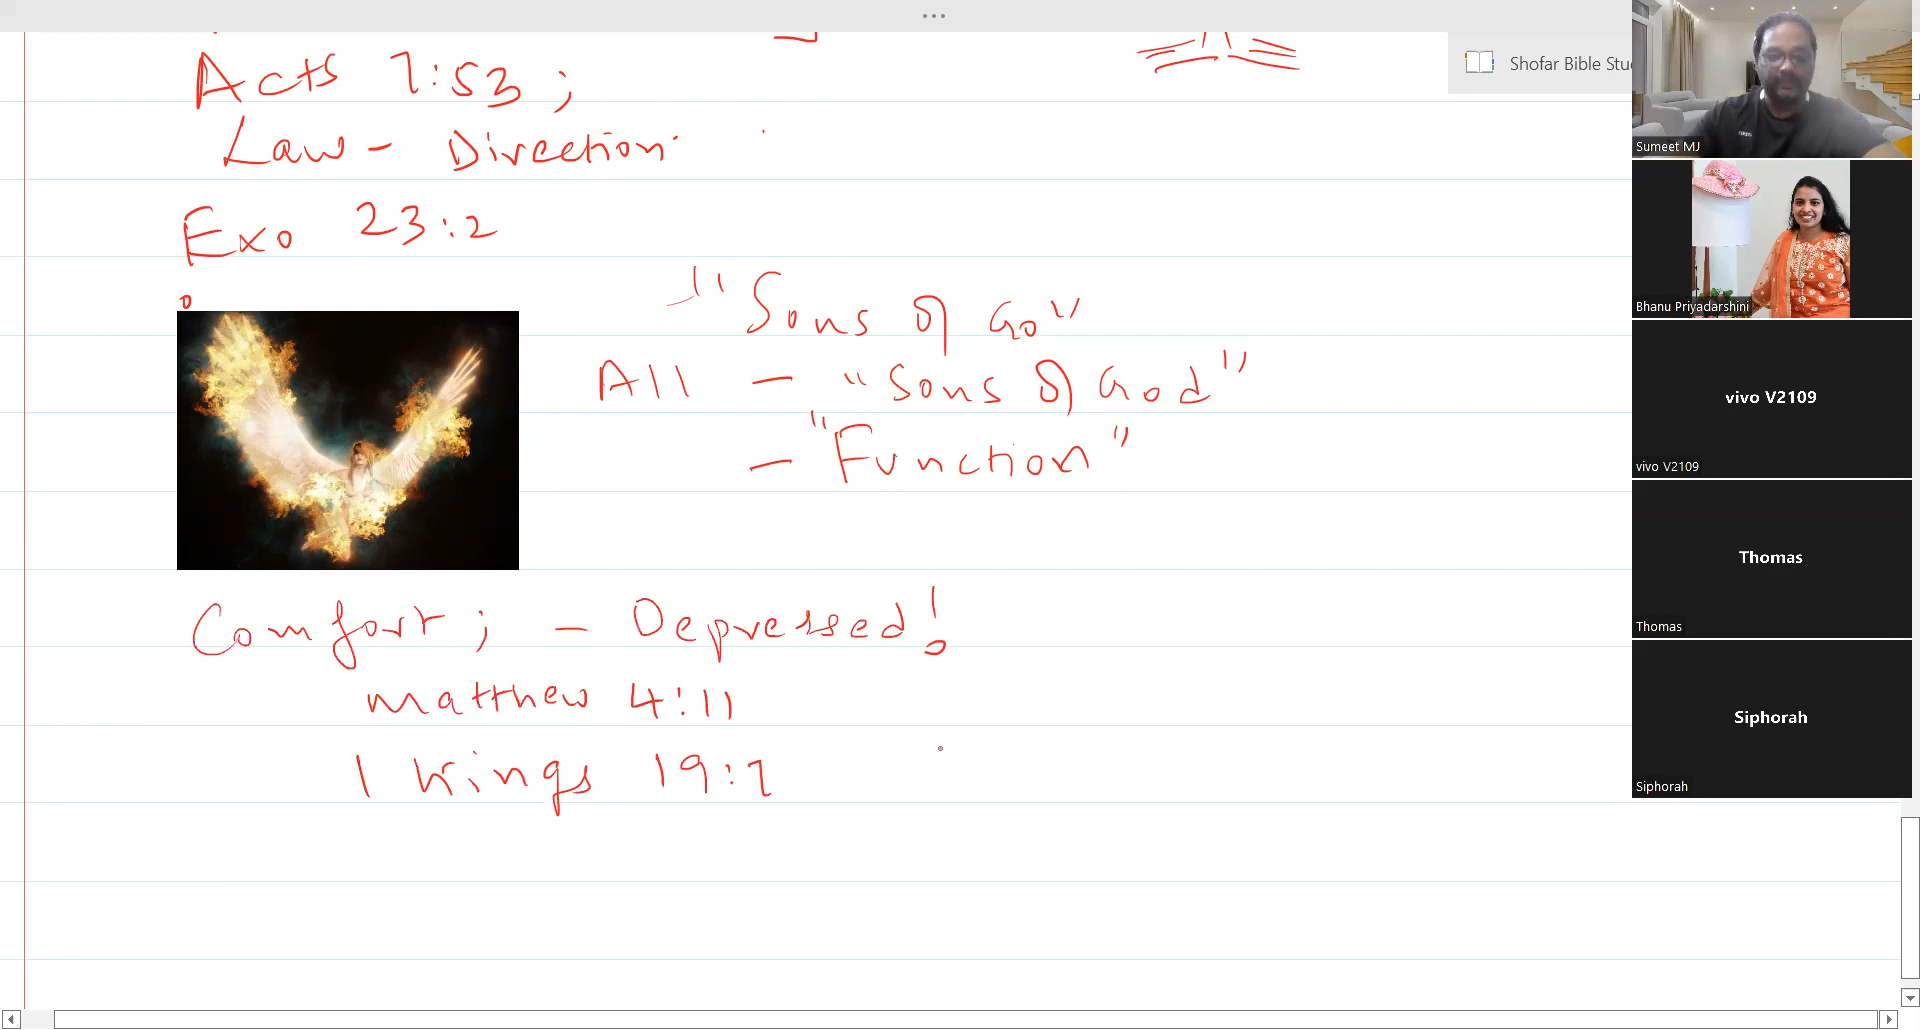 Acts 7:53;
Shofar Bible Stu
Law - Direction
Exo 23:2
"Sons of Go"
All - "Sons of God"
- "Function"
Comfort; - Depressed!
Matthew 4:11
1 Kings 19:7
Sumeet MJ
Bhanu Priyadarshini
vivo V2109
vivo V2109
Thomas
Thomas
Siphorah
Siphorah